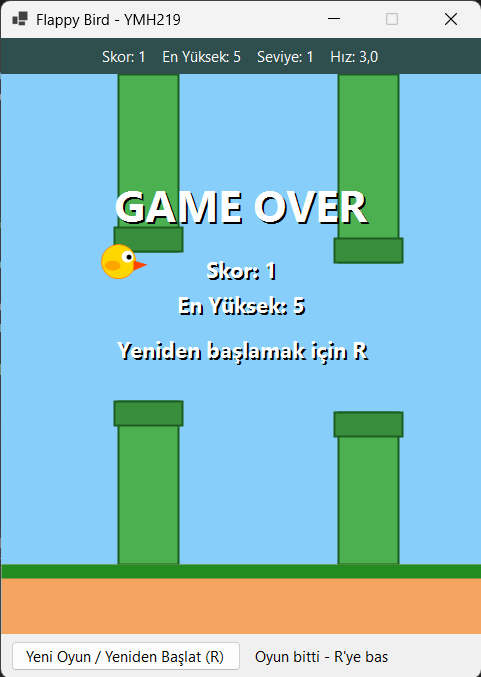 Flappy Bird - YMH219
Skor: 1 En Yüksek: 5 Seviye: 1 Hız: 3,0
GAME OVER
Skor: 1
En Yüksek: 5
Yeniden başlamak için R
Yeni Oyun / Yeniden Başlat (R) Oyun bitti - R'ye bas